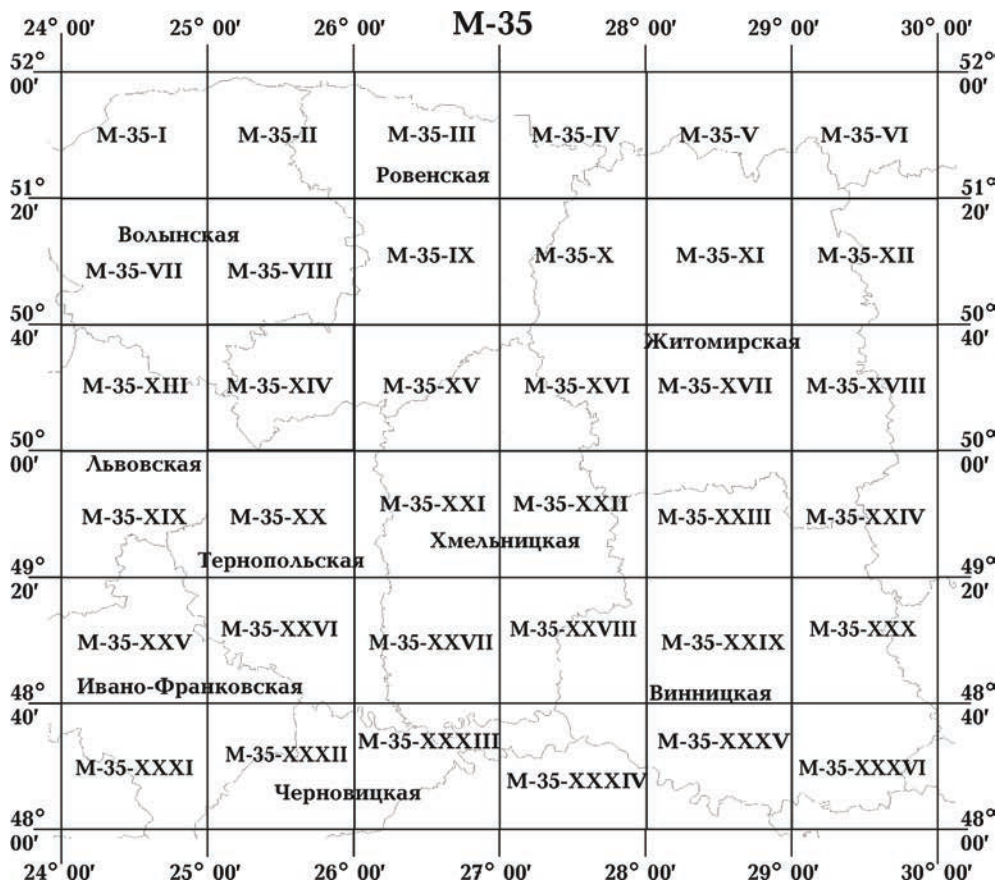 М-35
24° 00′ 25° 00′ 26° 00′ 28° 00′ 29° 00′ 30° 00′
52° 00′ 52° 00′
М-35-I М-35-II М-35-III М-35-IV М-35-V М-35-VI
Ровенская
51° 20′ 51° 20′
Волынская
М-35-VII М-35-VIII М-35-IX М-35-X М-35-XI М-35-XII
50° 40′ 50° 40′
Житомирская
М-35-XIII М-35-XIV М-35-XV М-35-XVI М-35-XVII М-35-XVIII
50° 00′ 50° 00′
Львовская
М-35-XIX М-35-XX М-35-XXI М-35-XXII М-35-XXIII М-35-XXIV
Хмельницкая
Тернопольская
49° 20′ 49° 20′
М-35-XXV М-35-XXVI М-35-XXVII М-35-XXVIII М-35-XXIX М-35-XXX
Ивано-Франковская Винницкая
48° 40′ 48° 40′
М-35-XXXI М-35-XXXII М-35-XXXIII М-35-XXXIV М-35-XXXV М-35-XXXVI
Черновицкая
48° 00′ 48° 00′
24° 00′ 25° 00′ 26° 00′ 27° 00′ 28° 00′ 29° 00′ 30° 00′